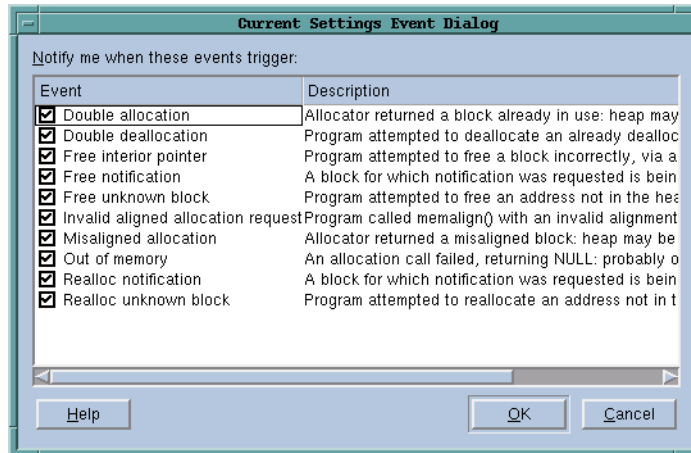 Current Settings Event Dialog
Notify me when these events trigger:
Event Description
Double allocation Allocator returned a block already in use: heap may
Double deallocation Program attempted to deallocate an already dealloc
Free interior pointer Program attempted to free a block incorrectly, via a
Free notification A block for which notification was requested is bein
Free unknown block Program attempted to free an address not in the hea
Invalid aligned allocation request Program called memalign() with an invalid alignment
Misaligned allocation Allocator returned a misaligned block: heap may be
Out of memory An allocation call failed, returning NULL: probably o
Realloc notification A block for which notification was requested is bein
Realloc unknown block Program attempted to reallocate an address not in t
Help OK Cancel